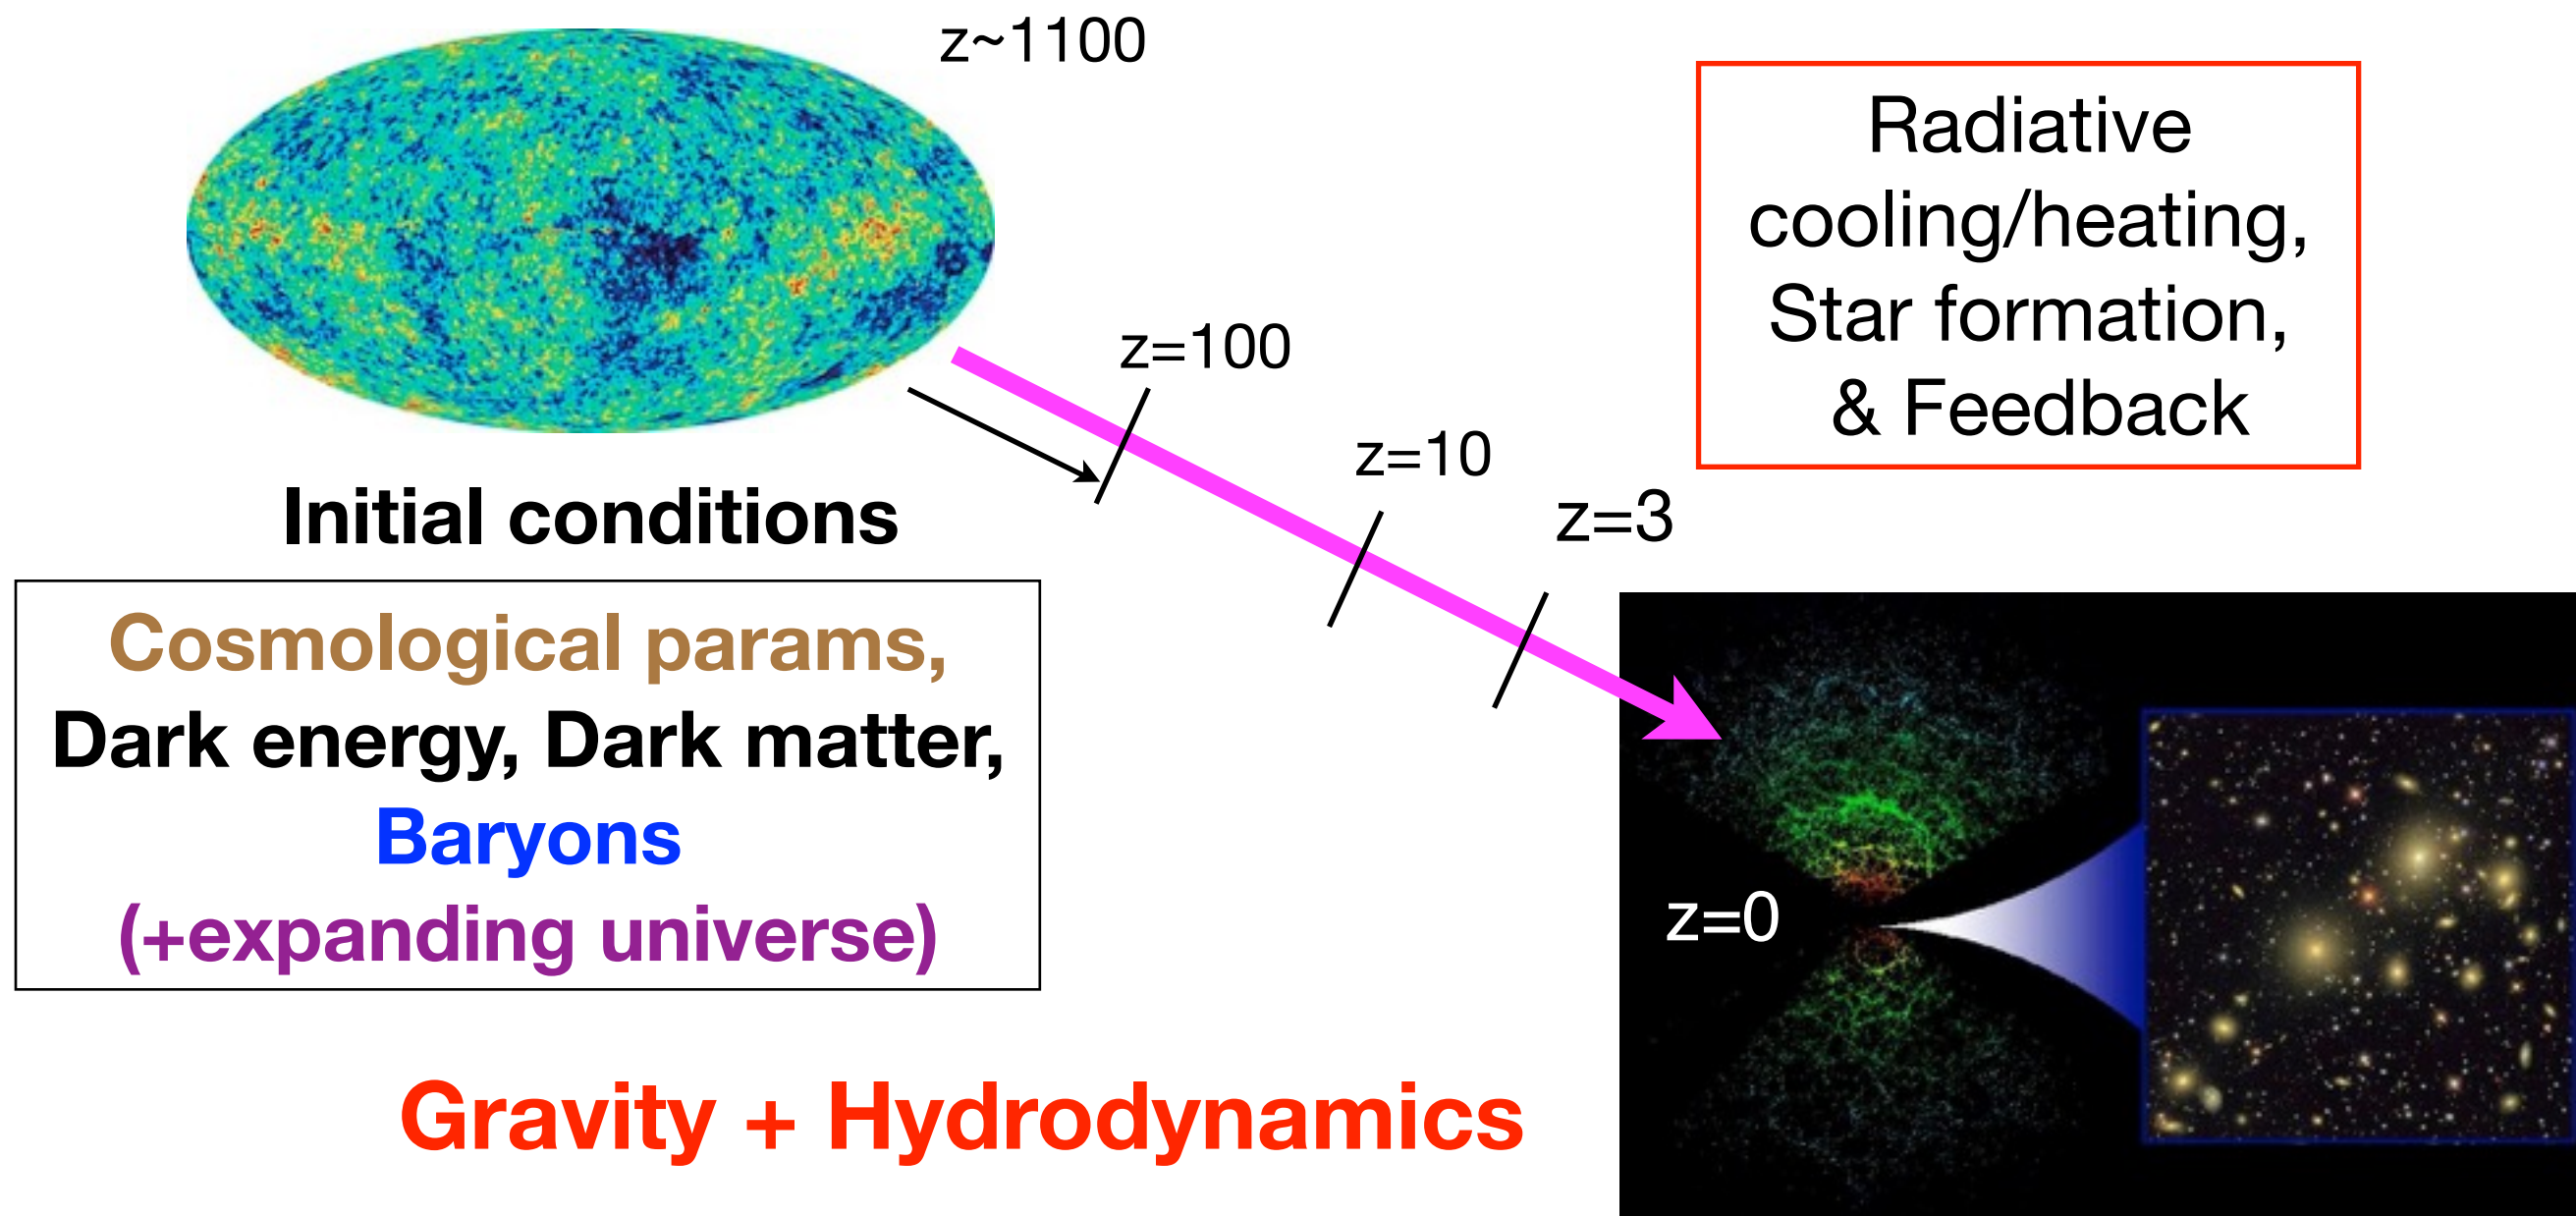 z~1100
Radiative
cooling/heating,
Star formation,
& Feedback
z=100
z=10
z=3
Initial conditions
Cosmological params,
Dark energy, Dark matter,
Baryons
(+expanding universe)
z=0
Gravity + Hydrodynamics